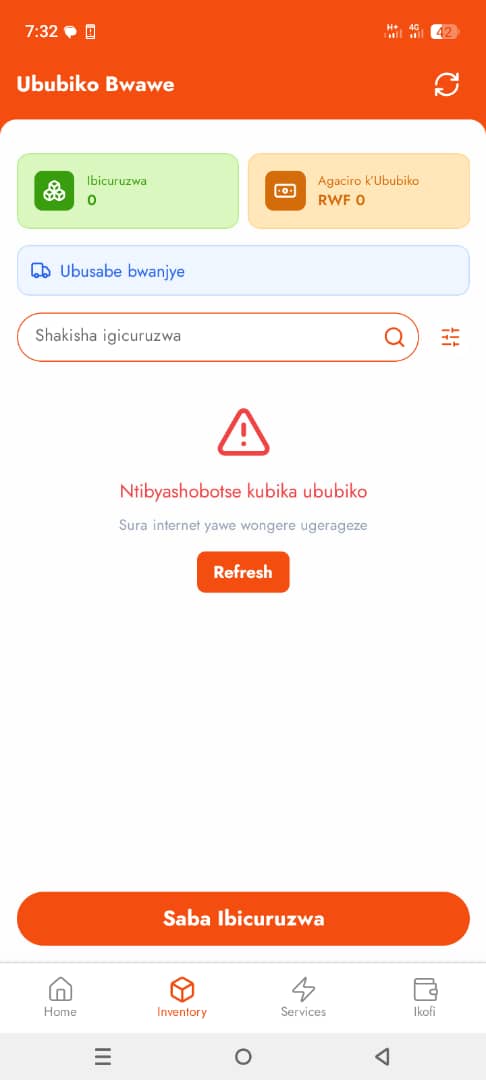 7:32
H+ 4G 42
Ububiko Bwawe
Ibicuruzwa
0
Agaciro k'Ububiko
RWF 0
Ubusabe bwanjye
Shakisha igicuruzwa
Ntibyashobotse kubika ububiko
Sura internet yawe wongere ugerageze
Refresh
Saba Ibicuruzwa
Home
Inventory
Services
Ikofi